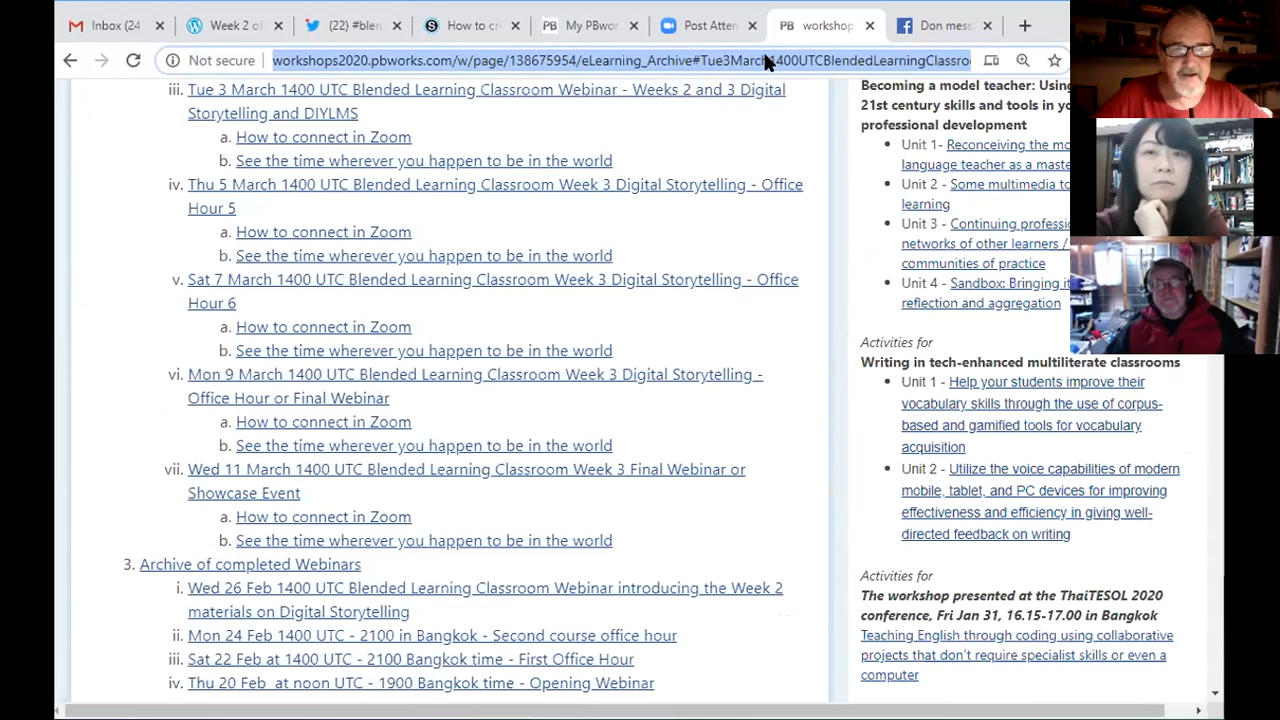 Inbox (24
Week 2 of
(22) #blen
How to cr
PB My PBwor
Post Atten
PB workshop
Don mess
Not secure
workshops2020.pbworks.com/w/page/138675954/eLearning_Archive#Tue3March1400UTCBlendedLearningClassro
iii. Tue 3 March 1400 UTC Blended Learning Classroom Webinar - Weeks 2 and 3 Digital
Storytelling and DIYLMS
a. How to connect in Zoom
b. See the time wherever you happen to be in the world
iv. Thu 5 March 1400 UTC Blended Learning Classroom Week 3 Digital Storytelling - Office
Hour 5
a. How to connect in Zoom
b. See the time wherever you happen to be in the world
v. Sat 7 March 1400 UTC Blended Learning Classroom Week 3 Digital Storytelling - Office
Hour 6
a. How to connect in Zoom
b. See the time wherever you happen to be in the world
vi. Mon 9 March 1400 UTC Blended Learning Classroom Week 3 Digital Storytelling -
Office Hour or Final Webinar
a. How to connect in Zoom
b. See the time wherever you happen to be in the world
vii. Wed 11 March 1400 UTC Blended Learning Classroom Week 3 Final Webinar or
Showcase Event
a. How to connect in Zoom
b. See the time wherever you happen to be in the world
3. Archive of completed Webinars
i. Wed 26 Feb 1400 UTC Blended Learning Classroom Webinar introducing the Week 2
materials on Digital Storytelling
ii. Mon 24 Feb 1400 UTC - 2100 in Bangkok - Second course office hour
iii. Sat 22 Feb at 1400 UTC - 2100 Bangkok time - First Office Hour
iv. Thu 20 Feb at noon UTC - 1900 Bangkok time - Opening Webinar
Becoming a model teacher: Using
21st century skills and tools in yo
professional development
Unit 1- Reconceiving the mo
language teacher as a maste
Unit 2 - Some multimedia to
learning
Unit 3 - Continuing professio
networks of other learners /
communities of practice
Unit 4 - Sandbox: Bringing it
reflection and aggregation
Activities for
Writing in tech-enhanced multiliterate classrooms
Unit 1 - Help your students improve their
vocabulary skills through the use of corpus-
based and gamified tools for vocabulary
acquisition
Unit 2 - Utilize the voice capabilities of modern
mobile, tablet, and PC devices for improving
effectiveness and efficiency in giving well-
directed feedback on writing
Activities for
The workshop presented at the ThaiTESOL 2020
conference, Fri Jan 31, 16.15-17.00 in Bangkok
Teaching English through coding using collaborative
projects that don't require specialist skills or even a
computer